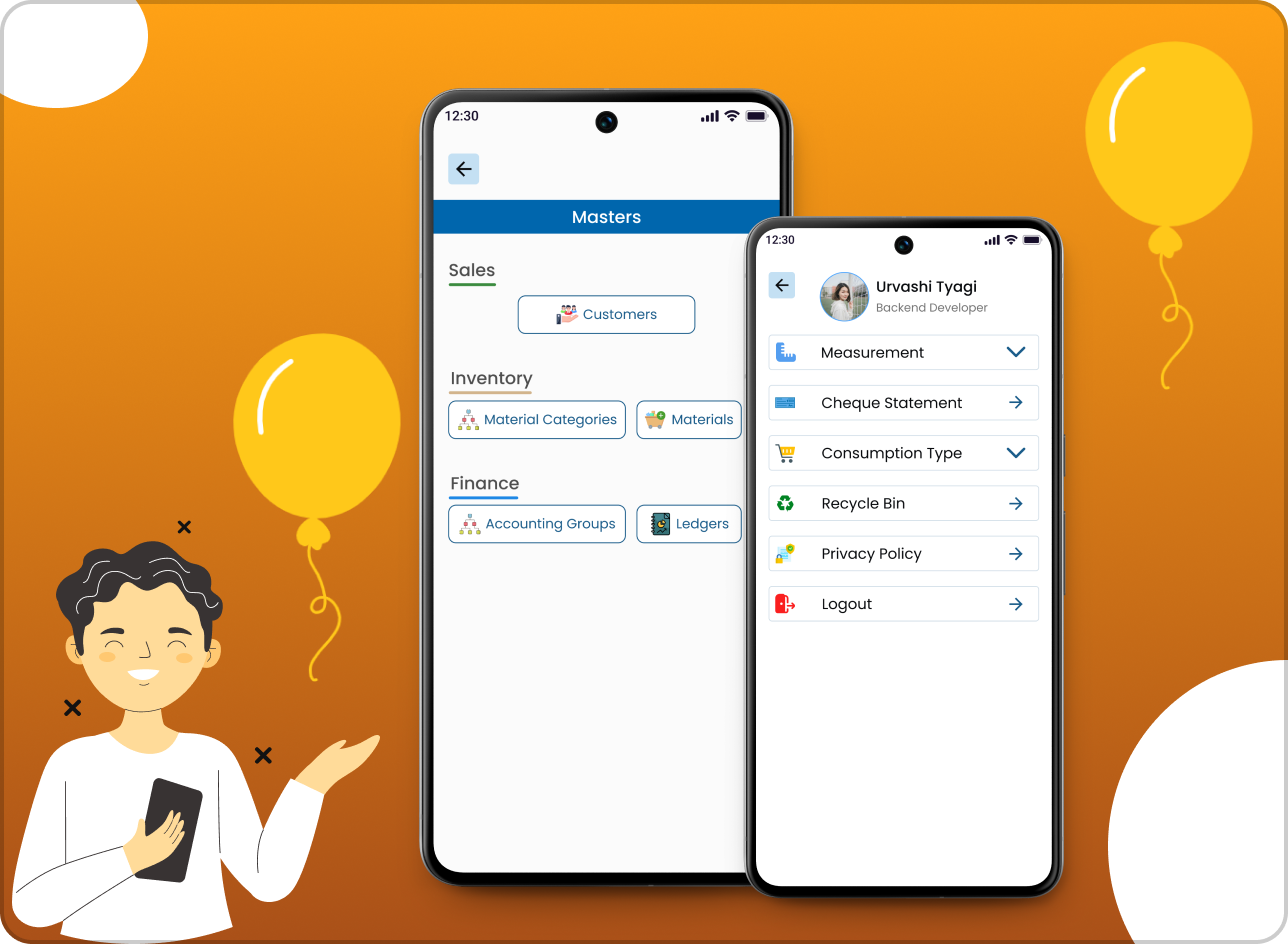 12:30
Masters
Sales
Customers
Inventory
Material Categories
Materials
Finance
Accounting Groups
Ledgers
12:30
Urvashi Tyagi
Backend Developer
Measurement
Cheque Statement
Consumption Type
Recycle Bin
Privacy Policy
Logout